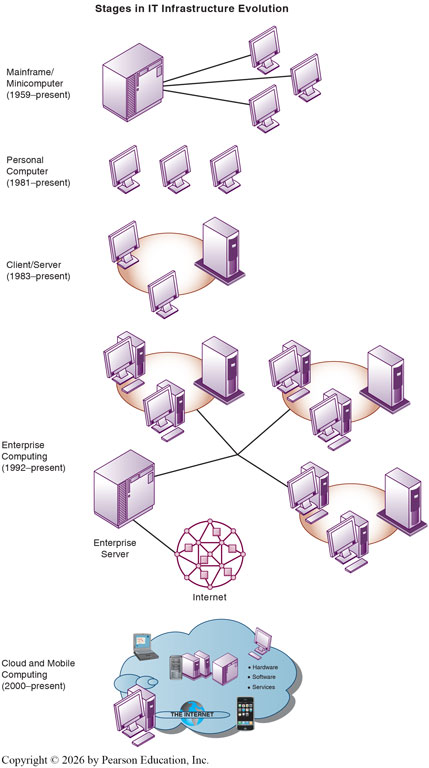 Stages in IT Infrastructure Evolution
Mainframe/
Minicomputer
(1959–present)
Personal
Computer
(1981–present)
Client/Server
(1983–present)
Enterprise
Computing
(1992–present)
Enterprise
Server
Internet
Cloud and Mobile
Computing
(2000–present)
• Hardware
• Software
• Services
THE INTERNET
Copyright © 2026 by Pearson Education, Inc.